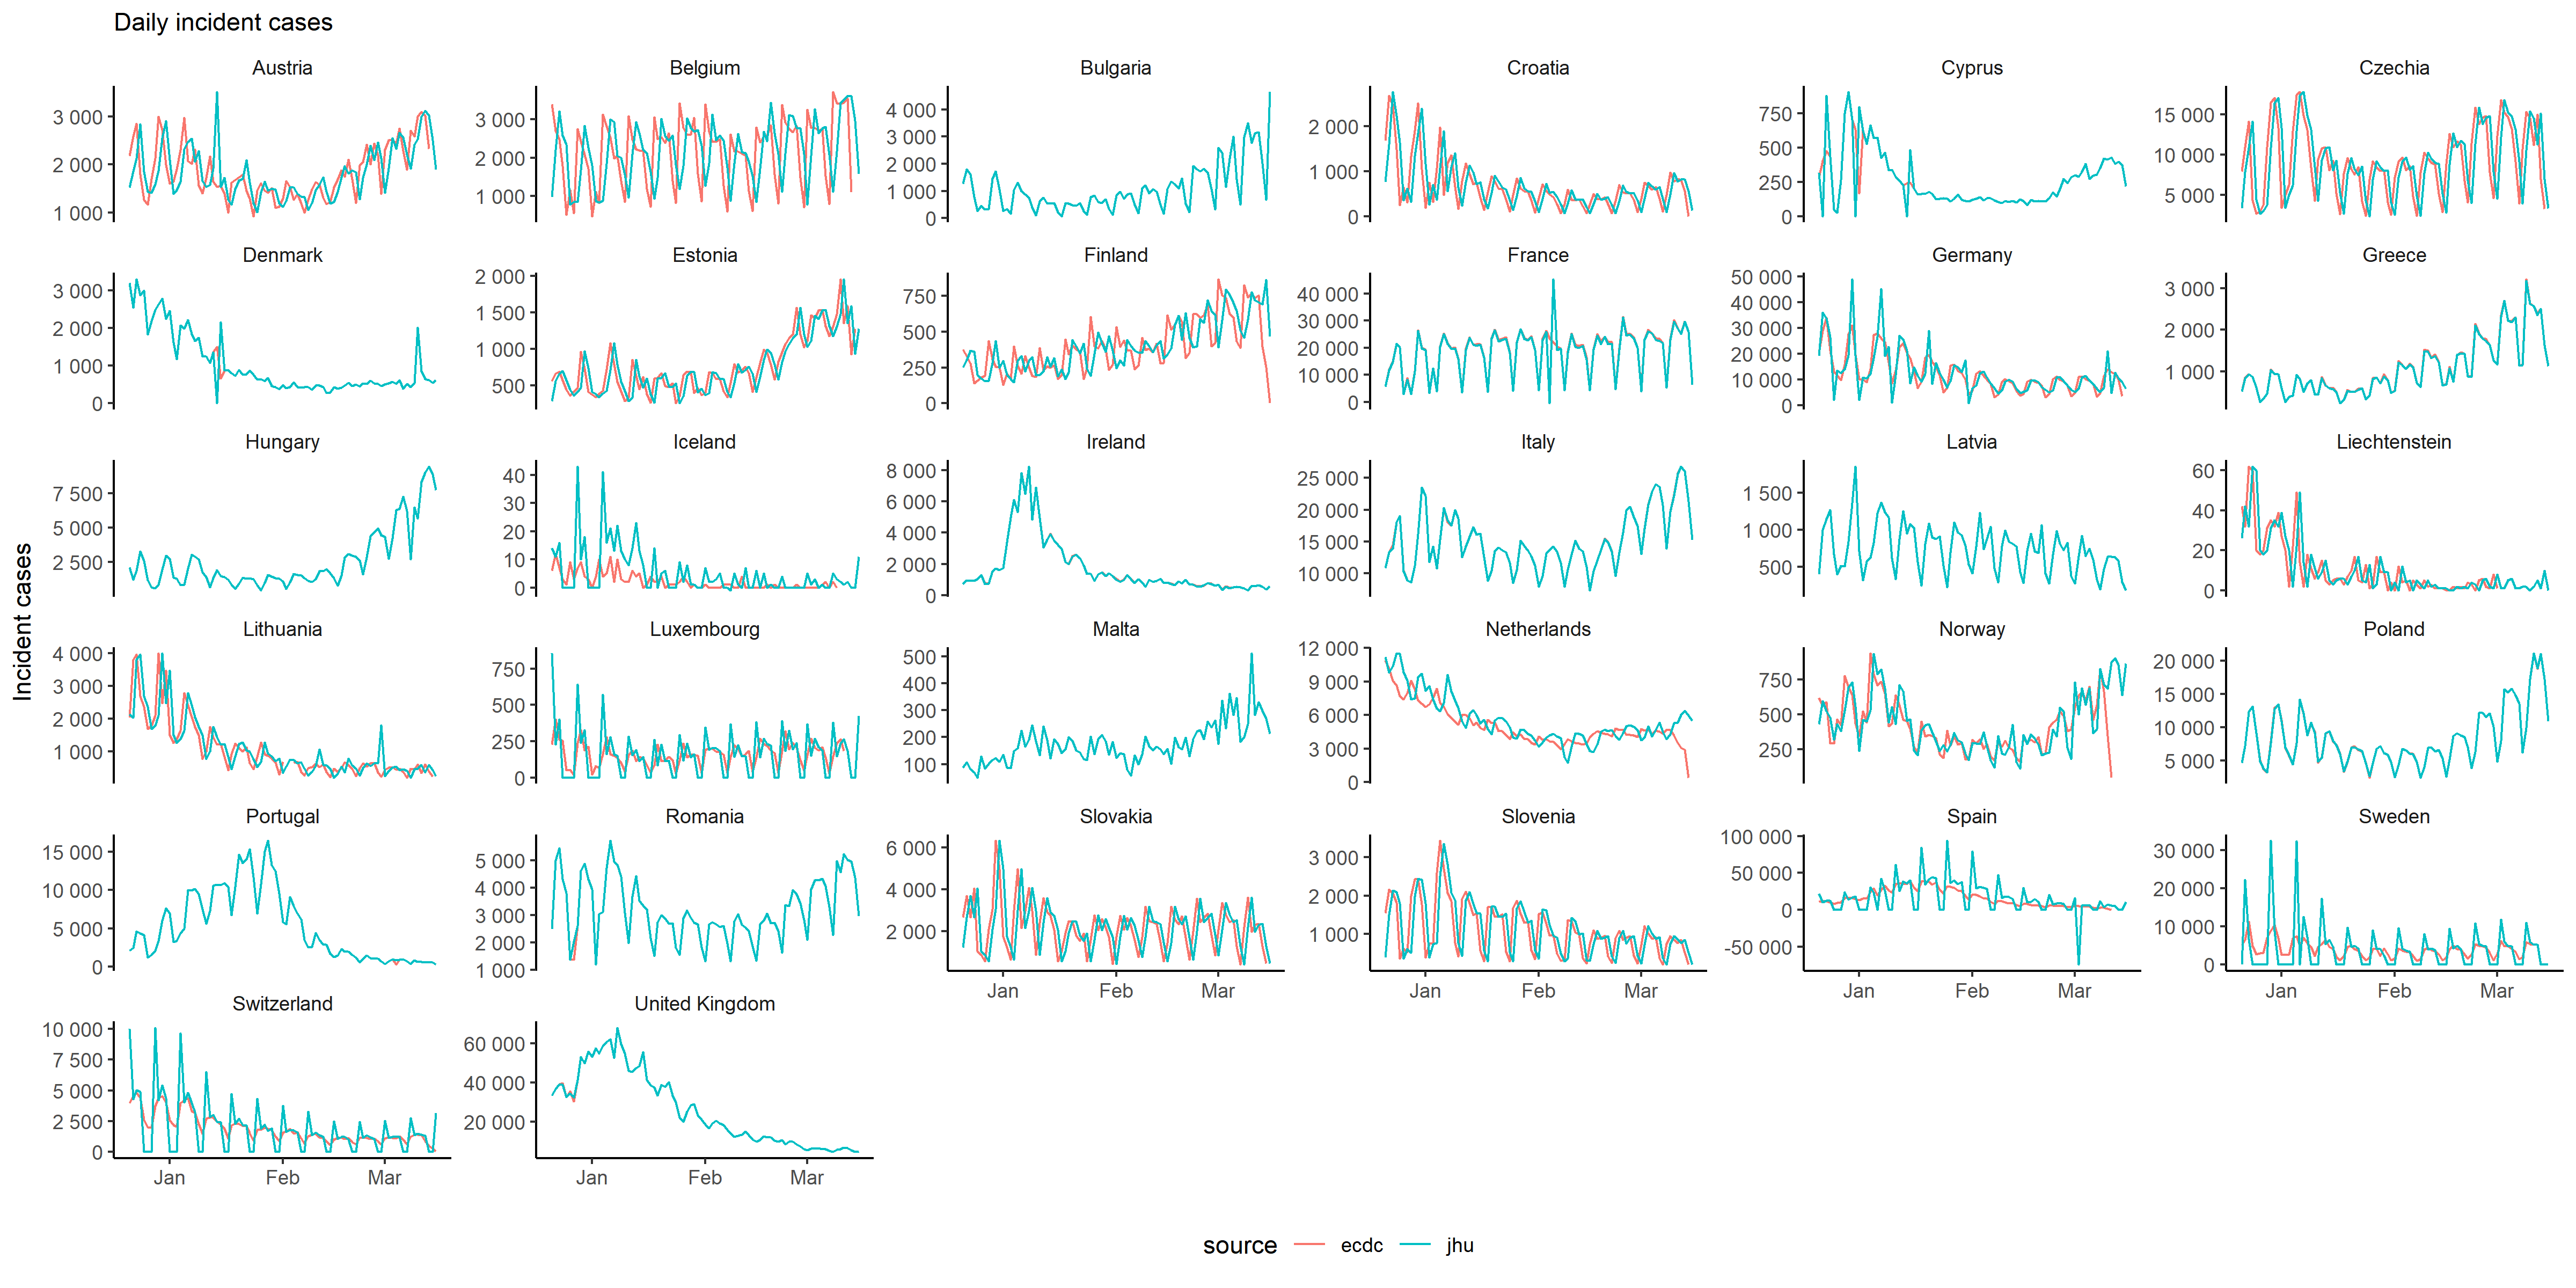 Daily incident cases
Austria Belgium Bulgaria Croatia Cyprus Czechia
3 000 2 000 1 000
3 000 2 000 1 000
4 000 3 000 2 000 1 000 0
2 000 1 000 0
750 500 250 0
15 000 10 000 5 000
Denmark Estonia Finland France Germany Greece
3 000 2 000 1 000 0
2 000 1 500 1 000 500
750 500 250 0
40 000 30 000 20 000 10 000 0
50 000 40 000 30 000 20 000 10 000 0
3 000 2 000 1 000
Hungary Iceland Ireland Italy Latvia Liechtenstein
7 500 5 000 2 500
40 30 20 10 0
8 000 6 000 4 000 2 000 0
25 000 20 000 15 000 10 000
1 500 1 000 500
60 40 20 0
Incident cases
Lithuania Luxembourg Malta Netherlands Norway Poland
4 000 3 000 2 000 1 000
750 500 250 0
500 400 300 200 100
12 000 9 000 6 000 3 000 0
750 500 250
20 000 15 000 10 000 5 000
Portugal Romania Slovakia Slovenia Spain Sweden
15 000 10 000 5 000 0
5 000 4 000 3 000 2 000 1 000
6 000 4 000 2 000
3 000 2 000 1 000
100 000 50 000 0 -50 000
30 000 20 000 10 000 0
Jan Feb Mar Jan Feb Mar Jan Feb Mar Jan Feb Mar
Switzerland United Kingdom
10 000 7 500 5 000 2 500 0
60 000 40 000 20 000
Jan Feb Mar Jan Feb Mar
source ecdc jhu